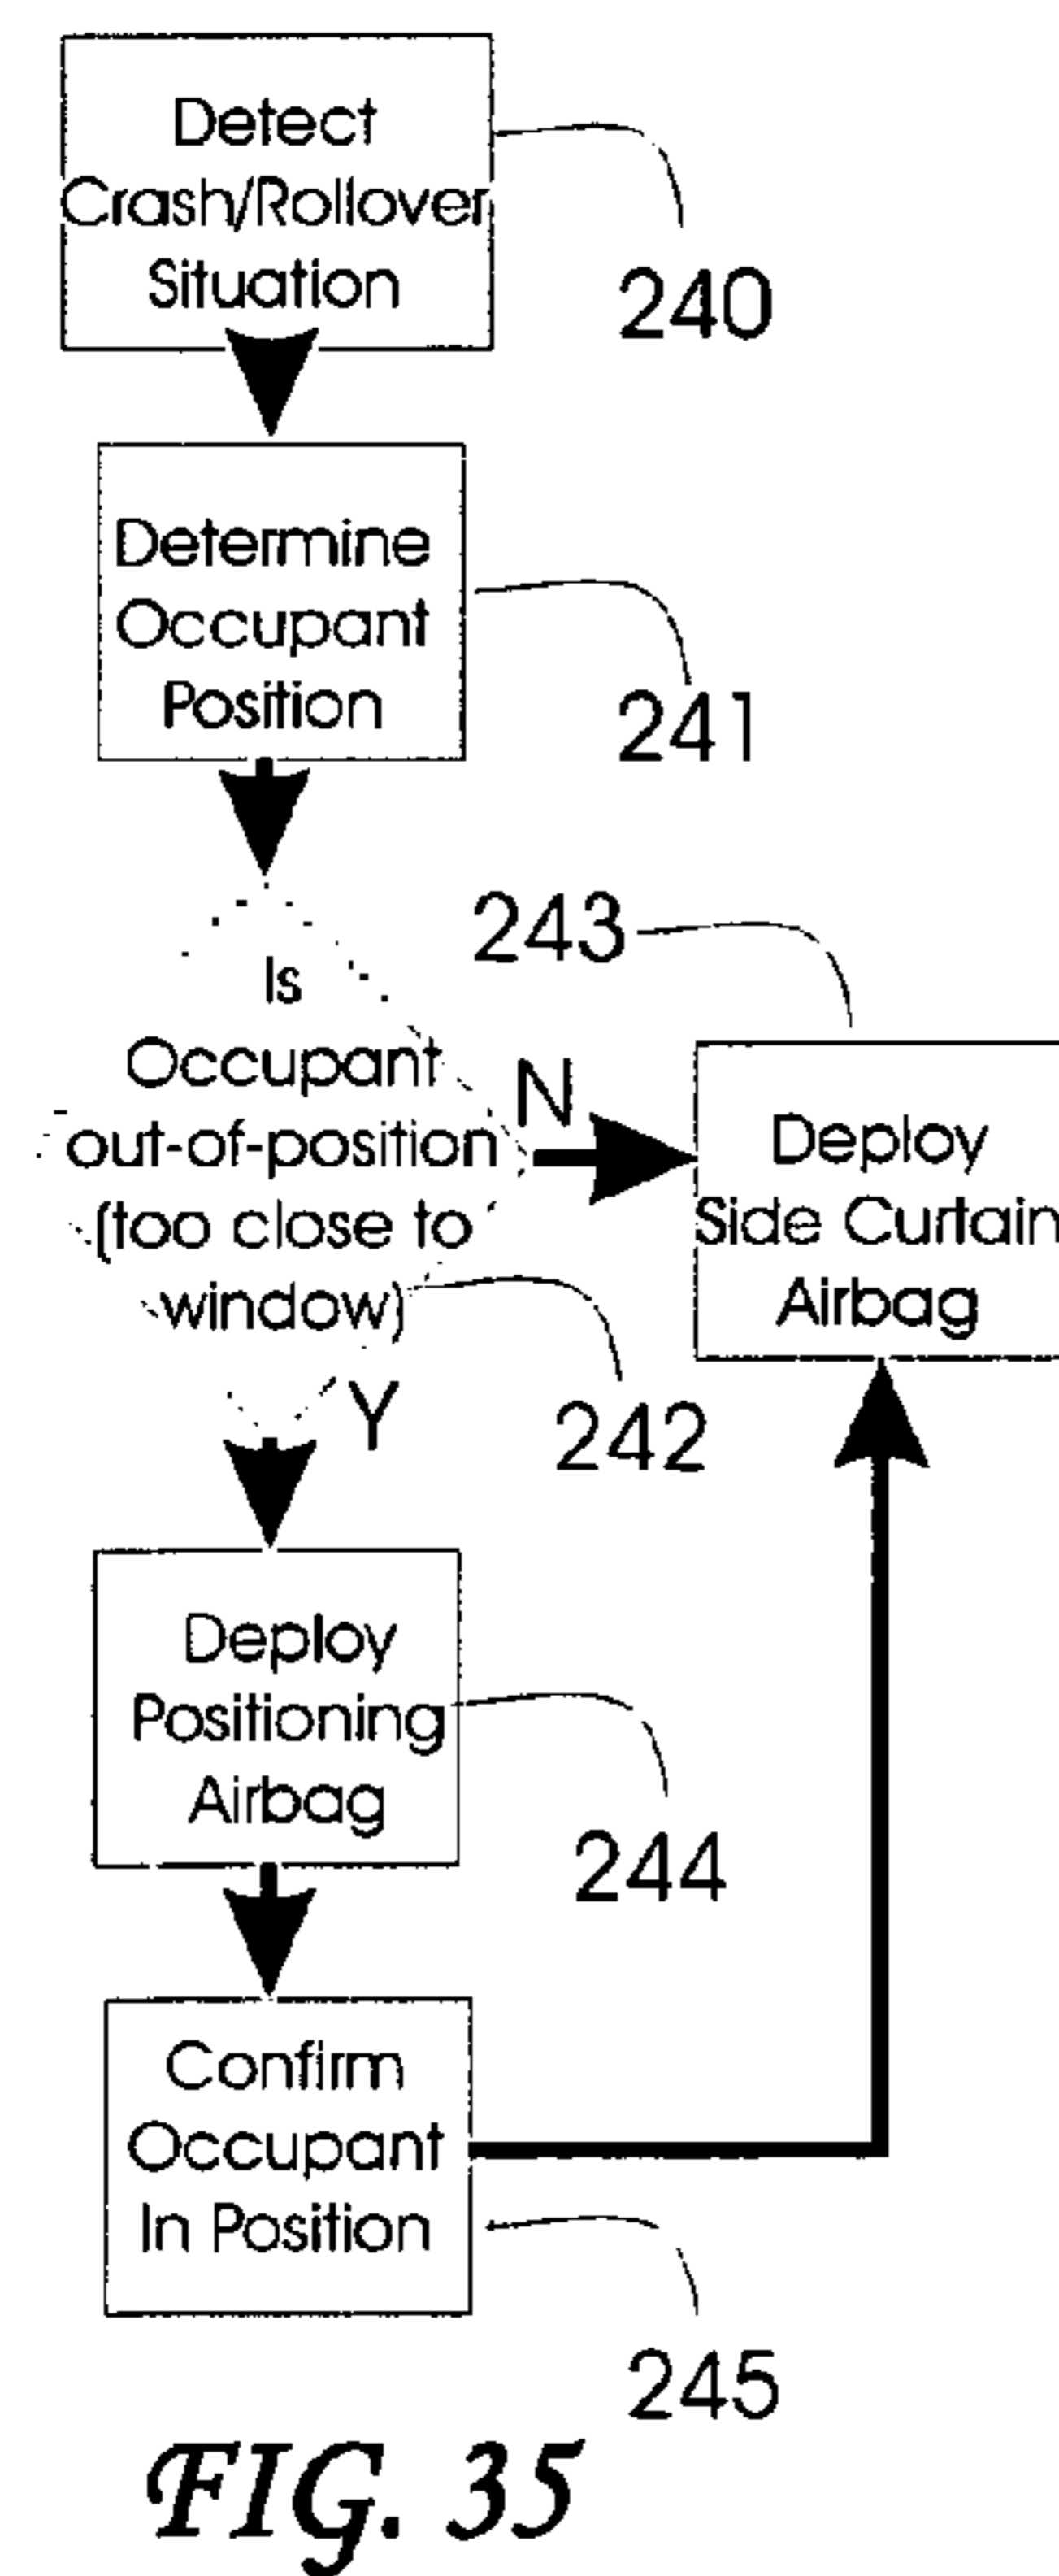 Detect
Crash/Rollover
Situation
240
Determine
Occupant
Position
241
243
Is
Occupant
out-of-position
(too close to
window)
N
Deploy
Side Curtain
Airbag
Y
242
Deploy
Positioning
Airbag
244
Confirm
Occupant
In Position
245
FIG. 35